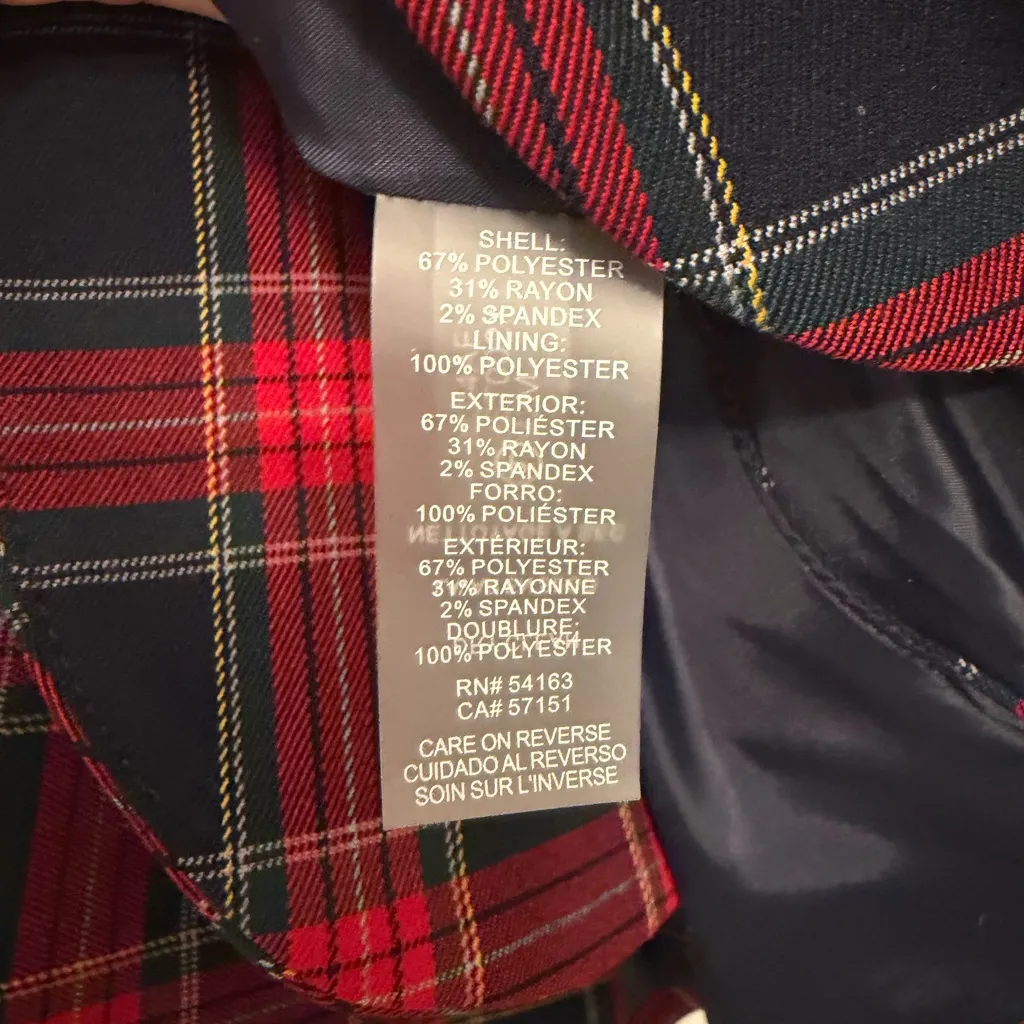 SHELL:
67% POLYESTER
31% RAYON
2% SPANDEX
LINING:
100% POLYESTER
EXTERIOR:
67% POLIÉSTER
31% RAYON
2% SPANDEX
FORRO:
100% POLIÉSTER
EXTÉRIEUR:
67% POLYESTER
31% RAYONNE
2% SPANDEX
DOUBLURE:
100% POLYESTER
RN# 54163
CA# 57151
CARE ON REVERSE
CUIDADO AL REVERSO
SOIN SUR L'INVERSE